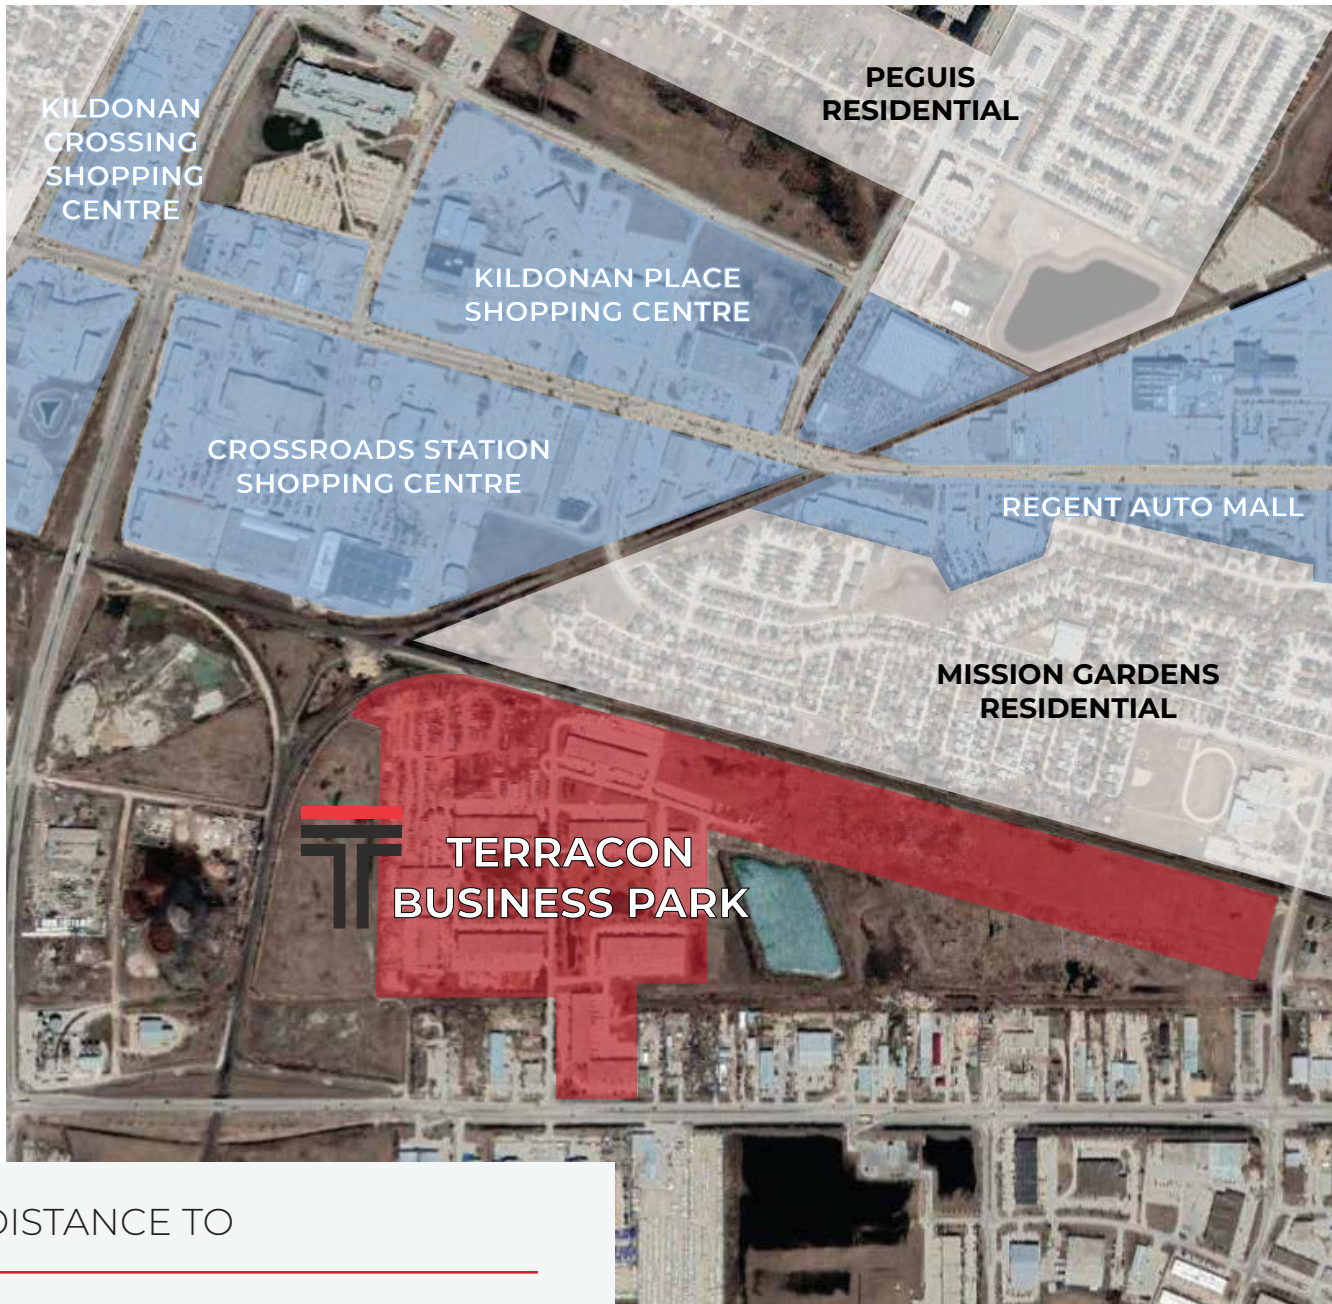 PEGUIS
RESIDENTIAL
KILDONAN
CROSSING
SHOPPING
CENTRE
KILDONAN PLACE
SHOPPING CENTRE
CROSSROADS STATION
SHOPPING CENTRE
REGENT AUTO MALL
MISSION GARDENS
RESIDENTIAL
TERRACON
BUSINESS PARK
DISTANCE TO